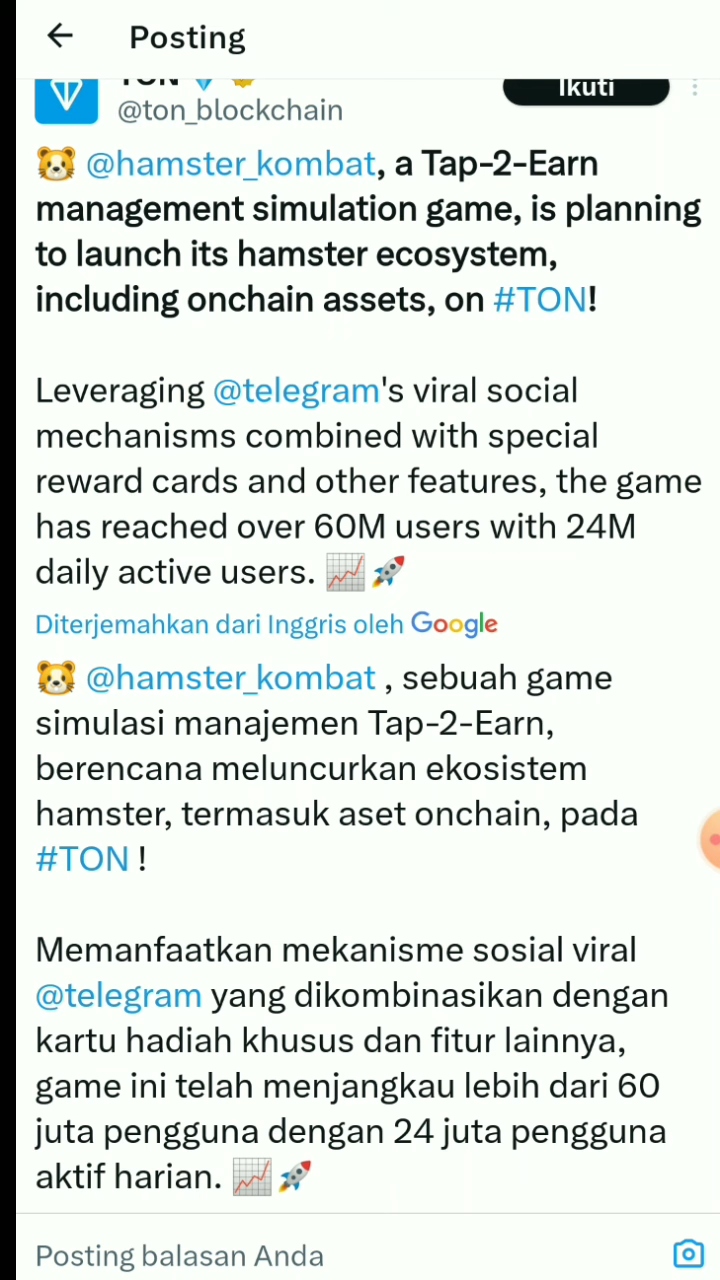 Posting
TON
Ikuti
@ton_blockchain
@hamster_kombat, a Tap-2-Earn
management simulation game, is planning
to launch its hamster ecosystem,
including onchain assets, on #TON!
Leveraging @telegram's viral social
mechanisms combined with special
reward cards and other features, the game
has reached over 60M users with 24M
daily active users. 📈🚀
Diterjemahkan dari Inggris oleh Google
🐹 @hamster_kombat , sebuah game
simulasi manajemen Tap-2-Earn,
berencana meluncurkan ekosistem
hamster, termasuk aset onchain, pada
#TON !
Memanfaatkan mekanisme sosial viral
@telegram yang dikombinasikan dengan
kartu hadiah khusus dan fitur lainnya,
game ini telah menjangkau lebih dari 60
juta pengguna dengan 24 juta pengguna
aktif harian. 📈🚀
Posting balasan Anda